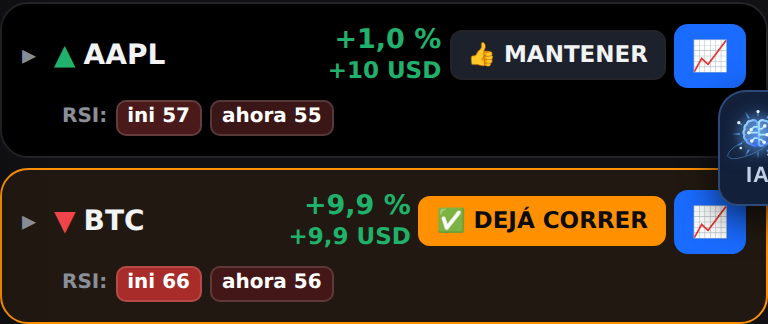 ▶ ▲ AAPL +1,0 % 👍 MANTENER
+10 USD
RSI: ini 57 ahora 55
IA
▶ ▼ BTC +9,9 % ✅ DEJÁ CORRER
+9,9 USD
RSI: ini 66 ahora 56